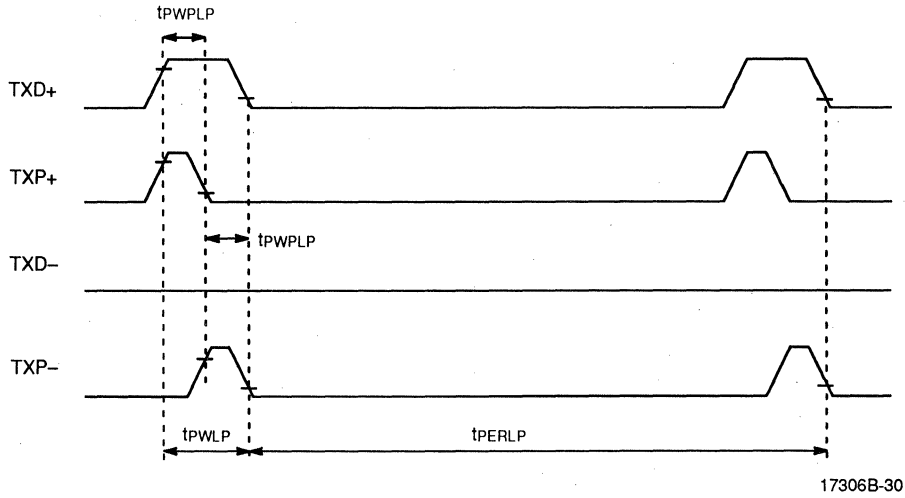 tPWPLP
TXD+
TXP+
tPWPLP
TXD–
TXP–
tPWLP
tPERLP
17306B-30